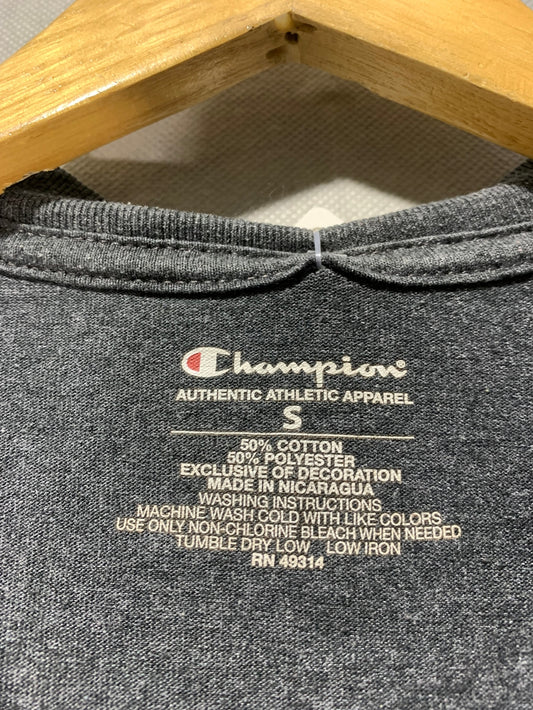 Champion®
AUTHENTIC ATHLETIC APPAREL
S
50% COTTON
50% POLYESTER
EXCLUSIVE OF DECORATION
MADE IN NICARAGUA
WASHING INSTRUCTIONS
MACHINE WASH COLD WITH LIKE COLORS
USE ONLY NON-CHLORINE BLEACH WHEN NEEDED
TUMBLE DRY LOW LOW IRON
RN 49314